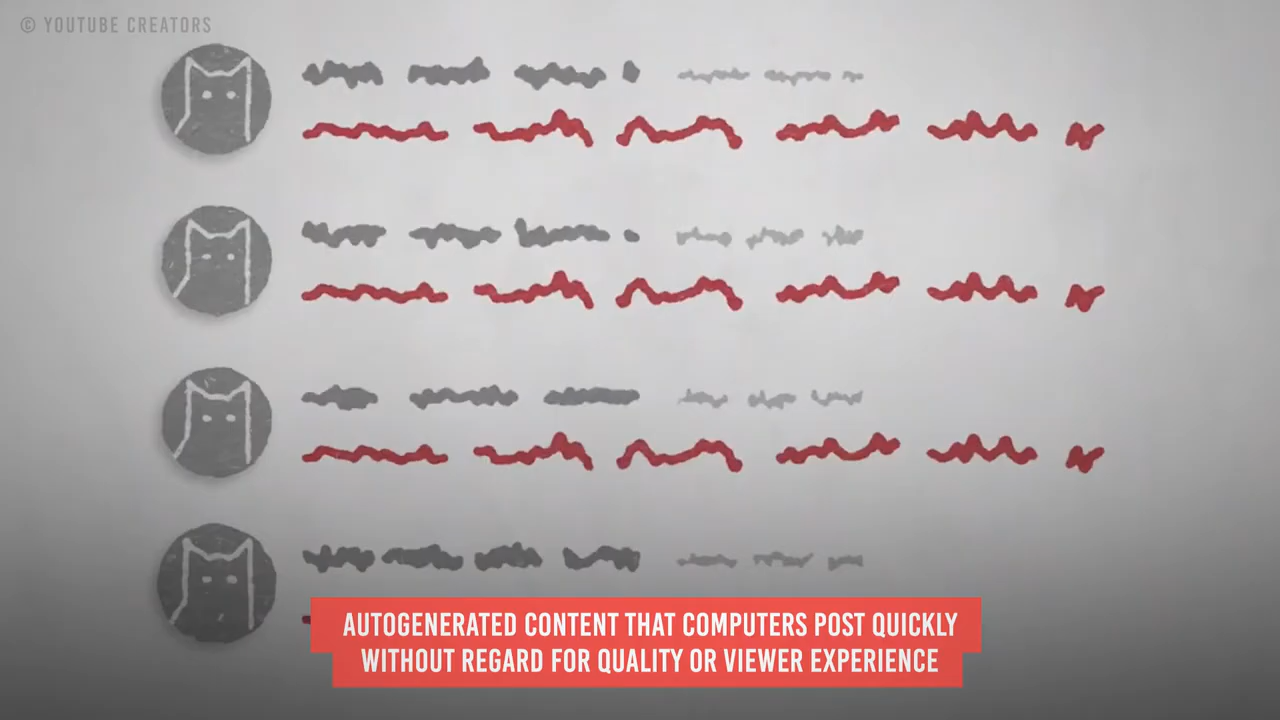 © YOUTUBE CREATORS
AUTOGENERATED CONTENT THAT COMPUTERS POST QUICKLY
WITHOUT REGARD FOR QUALITY OR VIEWER EXPERIENCE